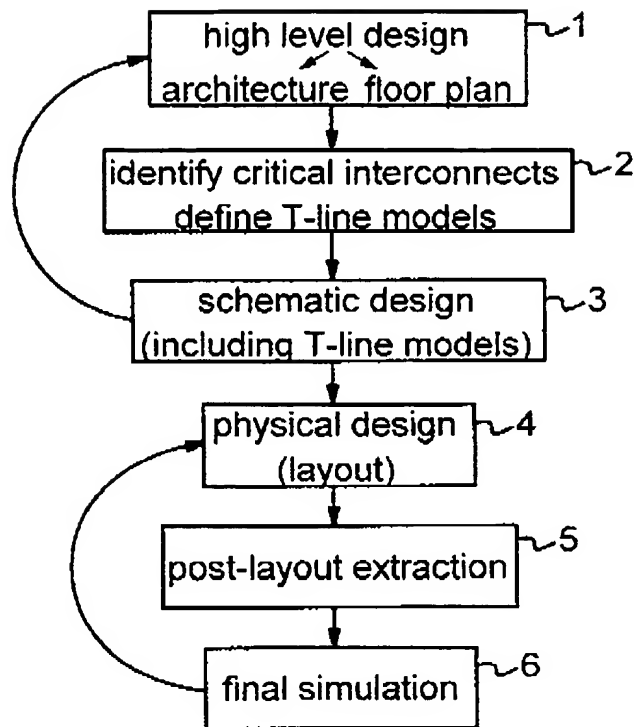 high level design
1
architecture floor plan
identify critical interconnects
2
define T-line models
schematic design
3
(including T-line models)
physical design
4
(layout)
post-layout extraction
5
final simulation
6